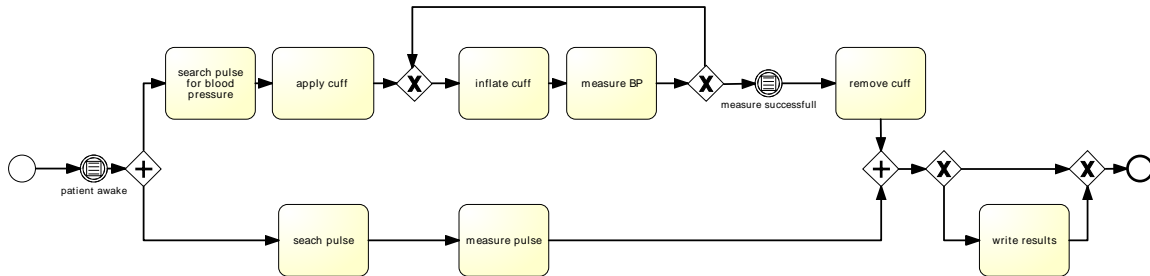 search pulse
for blood
pressure
apply cuff
inflate cuff
measure BP
measure successfull
remove cuff
patient awake
seach pulse
measure pulse
write results